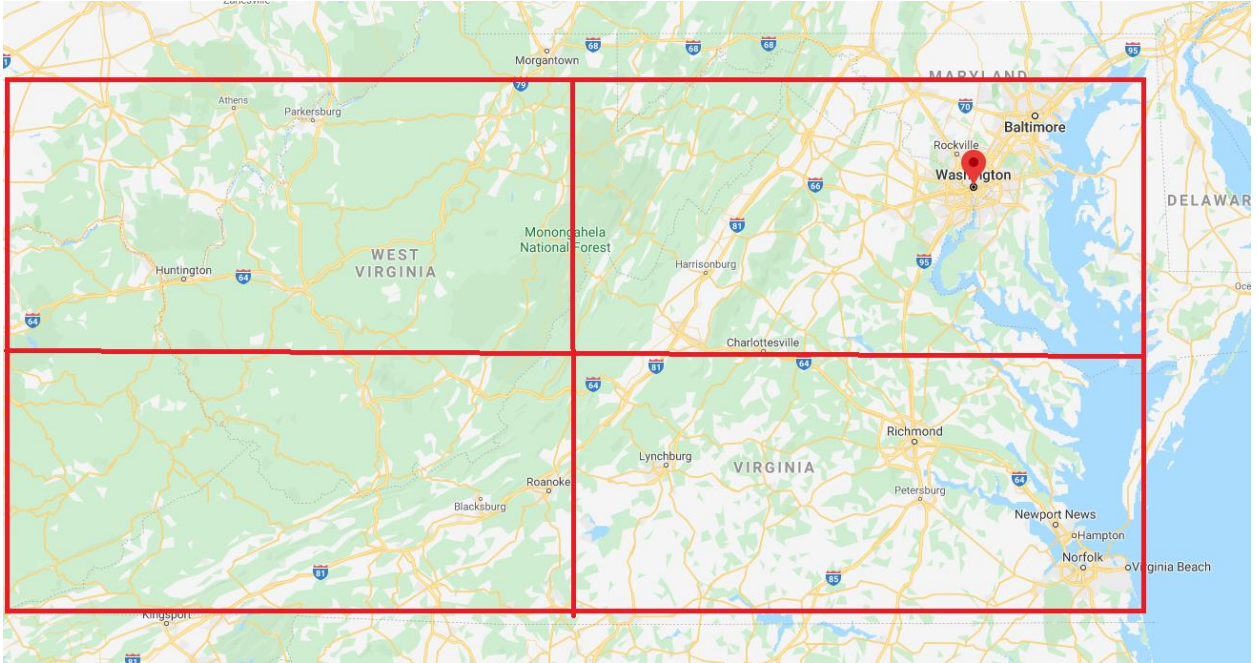 Zanesville
68
68
68
Morgantown
95
79
MARYLAND
Athens
Parkersburg
70
Baltimore
Rockville
Washington
66
DELAWAR
81
Monongahela
National Forest
WEST
VIRGINIA
Harrisonburg
95
Huntington
64
Oce
64
Charlottesville
81
64
64
Richmond
Lynchburg
VIRGINIA
64
Roanoke
Petersburg
Blacksburg
Newport News
Hampton
Norfolk
Virginia Beach
81
85
Kingsport
81